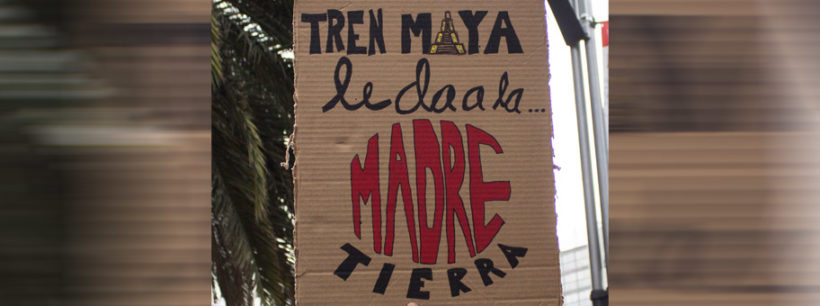 TREN MAYA
le da a la...
MADRE
TIERRA